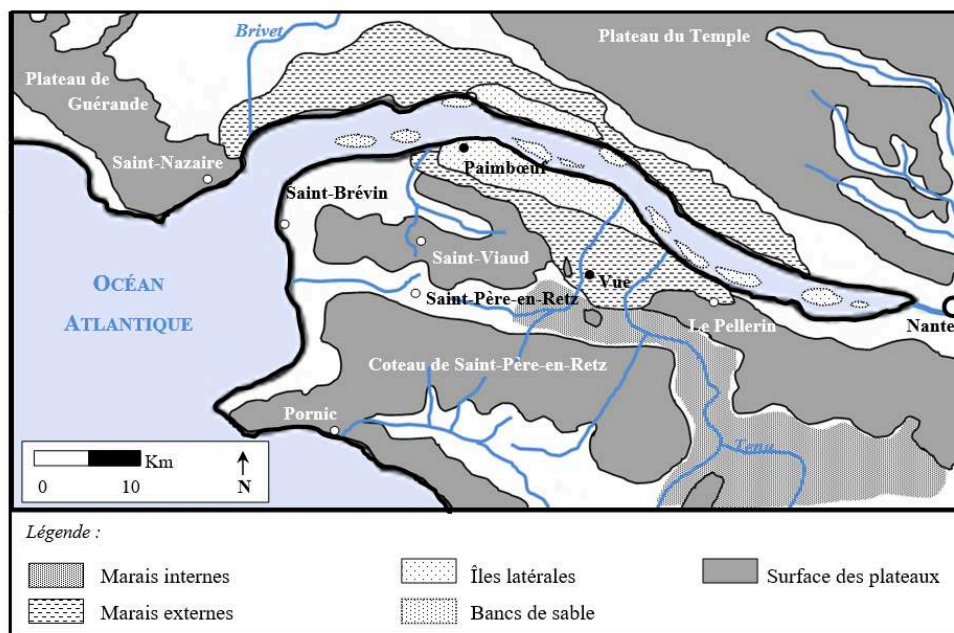 Brivet
Plateau du Temple
Plateau de
Guérande
Saint-Nazaire
Paimbœuf
Saint-Brévin
Saint-Viaud
Vue
OCÉAN
ATLANTIQUE
Saint-Père-en-Retz
Le Pellerin
Nante
Coteau de Saint-Père-en-Retz
Pornic
Tenu
Km
0 10
N
Légende :
Marais internes
Îles latérales
Surface des plateaux
Marais externes
Bancs de sable